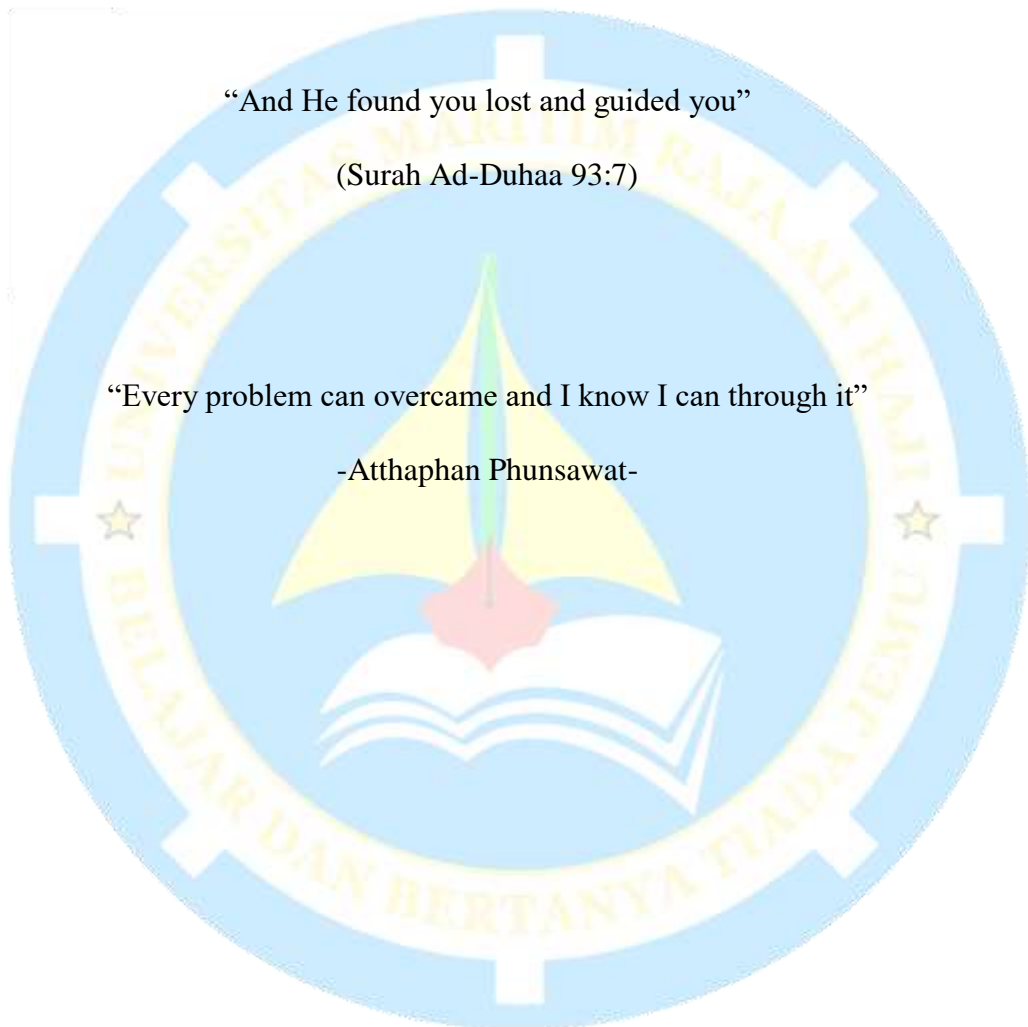 “And He found you lost and guided you”
(Surah Ad-Duhaa 93:7)
“Every problem can overcame and I know I can through it”
-Atthaphan Phunsawat-
UNIVERSITAS MARITIM RAJA ALI HAJI
BELAJAR DAN BERTANYA TIADA JEMU